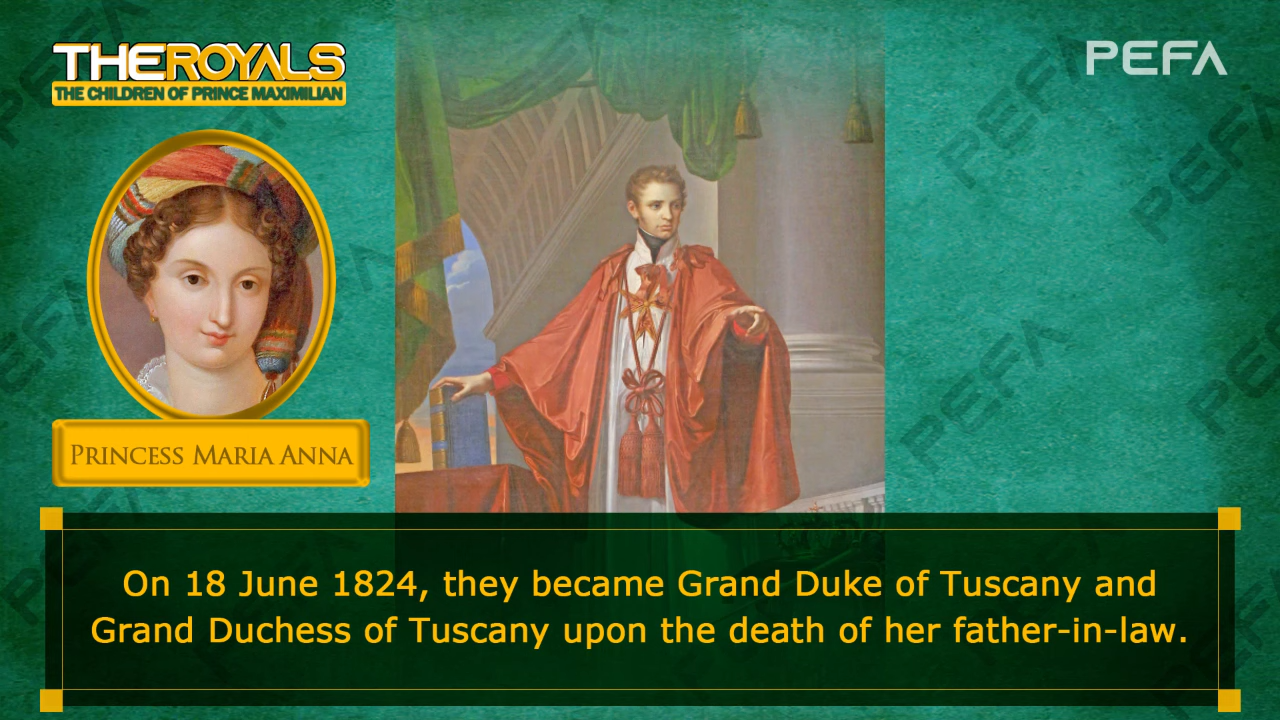 THEROYALS
THE CHILDREN OF PRINCE MAXIMILIAN
PEFA
PRINCESS MARIA ANNA
On 18 June 1824, they became Grand Duke of Tuscany and
Grand Duchess of Tuscany upon the death of her father-in-law.